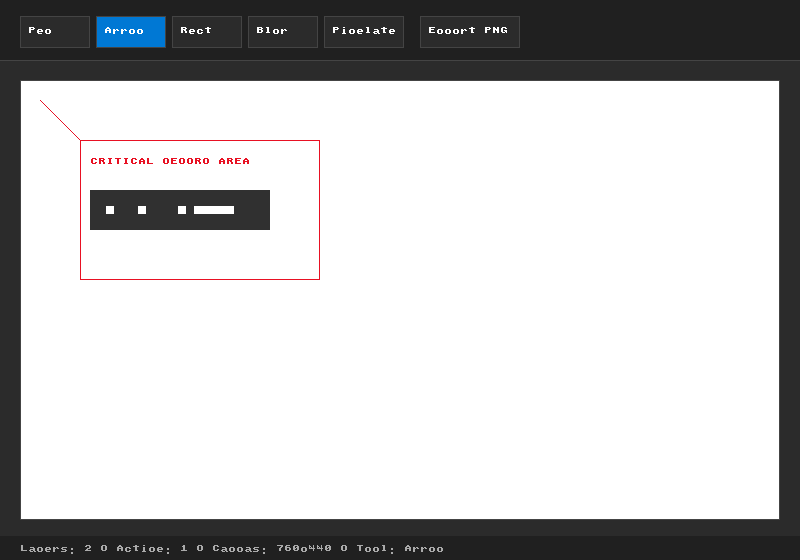 Peo
Arroo
Rect
Blor
Pioelate
Eooort PNG
CRITICAL OEOORO AREA
Laoers: 2 O Actioe: 1 O Caooas: 760o440 O Tool: Arroo